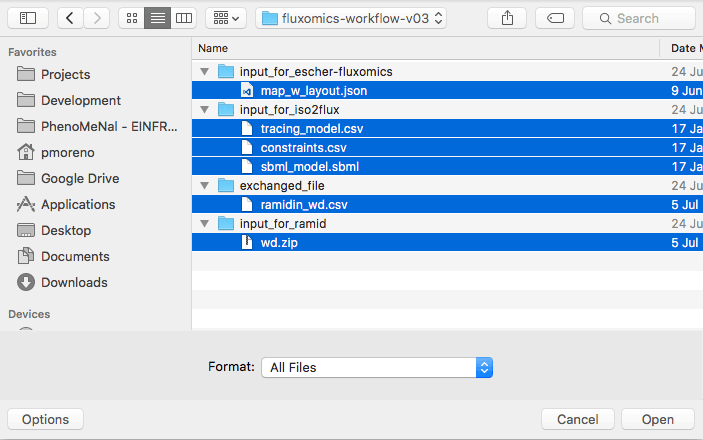 fluxomics-workflow-v03
Search
Favorites
Projects
Development
PhenoMeNal - EINFR...
pmoreno
Google Drive
Applications
Desktop
Documents
Downloads
Devices
Name Date M
input_for_escher-fluxomics 24 Ju
map_w_layout.json 9 Jun
input_for_iso2flux 24 Ju
tracing_model.csv 17 Ja
constraints.csv 17 Ja
sbml_model.sbml 17 Ja
exchanged_file 24 Ju
ramidin_wd.csv 5 Jul
input_for_ramid 24 Ju
wd.zip 5 Jul
Format: All Files
Options
Cancel
Open